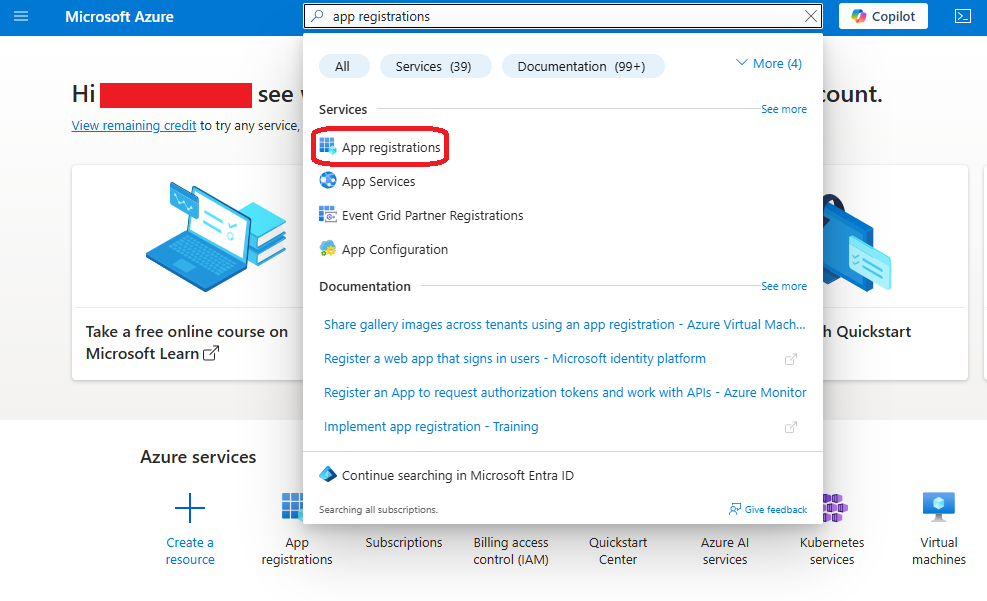 Microsoft Azure
app registrations
Copilot
All
Services (39)
Documentation (99+)
More (4)
Hi
see
count.
View remaining credit to try any service,
Services
See more
App registrations
App Services
Event Grid Partner Registrations
App Configuration
Documentation
See more
Share gallery images across tenants using an app registration - Azure Virtual Mach...
Register a web app that signs in users - Microsoft identity platform
Register an App to request authorization tokens and work with APIs - Azure Monitor
Implement app registration - Training
Continue searching in Microsoft Entra ID
Searching all subscriptions.
Give feedback
Take a free online course on
Microsoft Learn
h Quickstart
Azure services
Create a
resource
App
registrations
Subscriptions
Billing access
control (IAM)
Quickstart
Center
Azure AI
services
Kubernetes
services
Virtual
machines